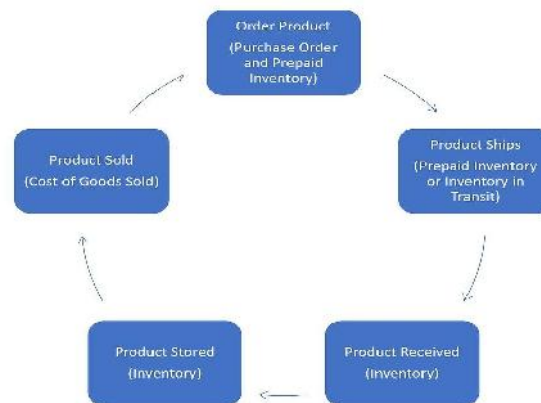 Order Product
(Purchase Order
and Prepaid
Inventory)
Product Ships
(Prepaid Inventory
or Inventory in
Transit)
Product Received
(Inventory)
Product Stored
(Inventory)
Product Sold
(Cost of Goods Sold)